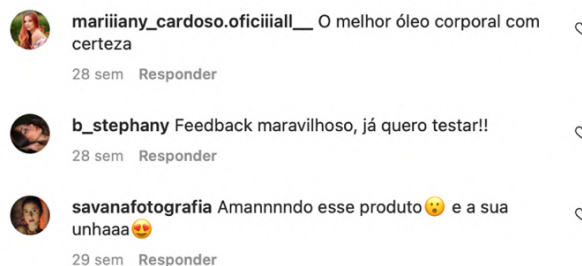 mariiiany_cardoso.oficiiiall__ O melhor óleo corporal com
certeza
28 sem Responder
b_stephany Feedback maravilhoso, já quero testar!!
28 sem Responder
savanafotografia Amannnndo esse produto😮 e a sua
unhaaa😍
29 sem Responder